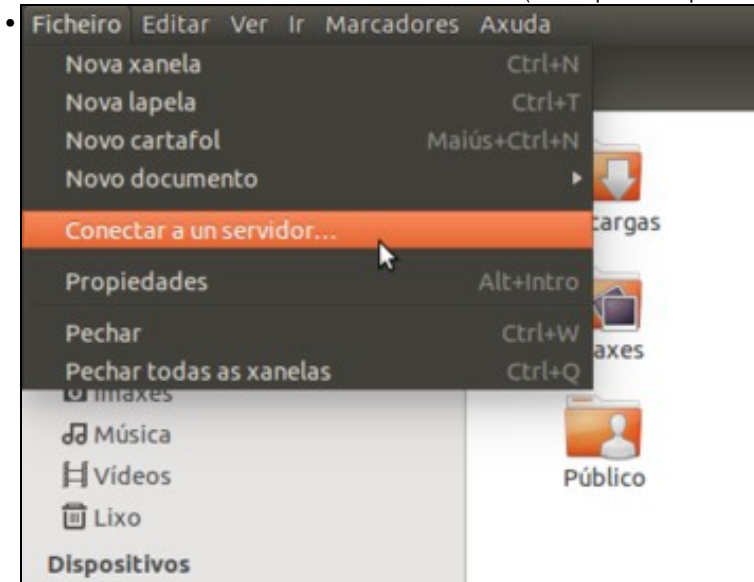 Ficheiro Editar Ver Ir Marcadores Axuda
Nova xanela Ctrl+N
Nova lapela Ctrl+T
Novo cartafol Maiús+Ctrl+N
Novo documento
Conectar a un servidor...
cargas
Propiedades Alt+Intro
Pechar Ctrl+W
axes
Pechar todas as xanelas Ctrl+Q
Imaxes
Música
Vídeos
Público
Lixo
Dispositivos